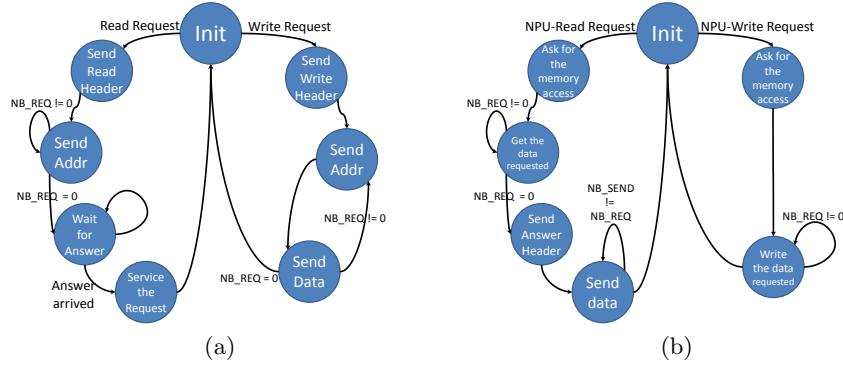 Read Request
Init
Write Request
Send
Read
Header
Send
Write
Header
NB_REQ != 0
Send
Addr
Send
Addr
NB_REQ = 0
Wait
for
Answer
NB_REQ != 0
Answer
arrived
Service
the
Request
NB_REQ = 0
Send
Data
(a)
NPU-Read Request
Init
NPU-Write Request
Ask for
the
memory
access
Ask for
the
memory
access
NB_REQ != 0
Get the
data
requested
NB_REQ = 0
Send
Answer
Header
NB_SEND
!=
NB_REQ
NB_REQ != 0
Send
data
Write
the data
requested
(b)